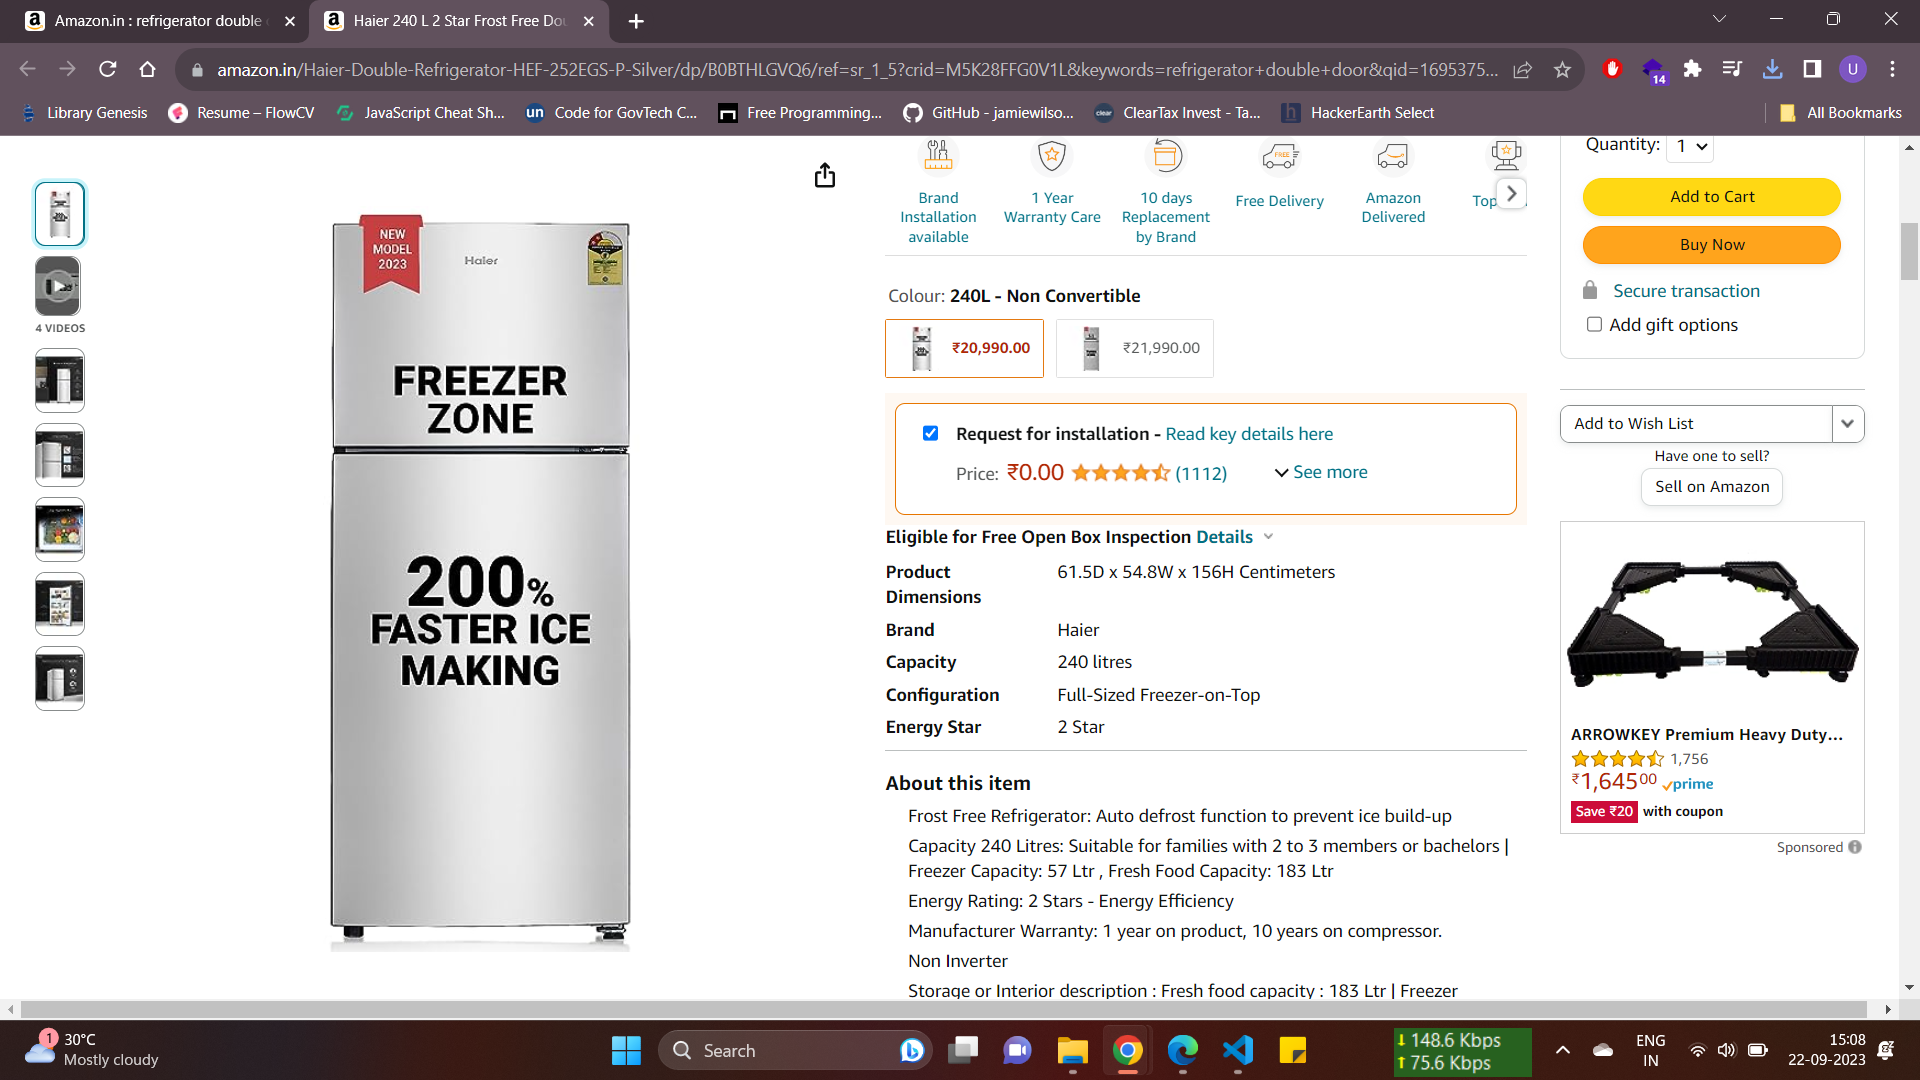 Amazon.in : refrigerator double
Haier 240 L 2 Star Frost Free Dou
amazon.in/Haier-Double-Refrigerator-HEF-252EGS-P-Silver/dp/B0BTHLGVQ6/ref=sr_1_5?crid=M5K28FFG0V1L&keywords=refrigerator+double+door&qid=1695375...
14
U
Library Genesis
Resume – FlowCV
JavaScript Cheat Sh...
un
Code for GovTech C...
Free Programming...
GitHub - jamiewilso...
clear
ClearTax Invest - Ta...
h
HackerEarth Select
All Bookmarks
4 VIDEOS
NEW
MODEL
2023
Haier
FREEZER
ZONE
200%
FASTER ICE
MAKING
Brand
Installation
available
1 Year
Warranty Care
10 days
Replacement
by Brand
FREE
Free Delivery
Amazon
Delivered
Top
Colour: 240L - Non Convertible
₹20,990.00
₹21,990.00
Request for installation - Read key details here
Price: ₹0.00 (1112) See more
Eligible for Free Open Box Inspection Details
Product
Dimensions
61.5D x 54.8W x 156H Centimeters
Brand Haier
Capacity 240 litres
Configuration Full-Sized Freezer-on-Top
Energy Star 2 Star
About this item
Frost Free Refrigerator: Auto defrost function to prevent ice build-up
Capacity 240 Litres: Suitable for families with 2 to 3 members or bachelors |
Freezer Capacity: 57 Ltr , Fresh Food Capacity: 183 Ltr
Energy Rating: 2 Stars - Energy Efficiency
Manufacturer Warranty: 1 year on product, 10 years on compressor.
Non Inverter
Storage or Interior description : Fresh food capacity : 183 Ltr | Freezer
Quantity: 1
Add to Cart
Buy Now
Secure transaction
Add gift options
Add to Wish List
Have one to sell?
Sell on Amazon
ARROWKEY Premium Heavy Duty...
1,756
₹1,64500 prime
Save ₹20 with coupon
Sponsored
1
30°C
Mostly cloudy
Search
148.6 Kbps
75.6 Kbps
ENG
IN
15:08
22-09-2023